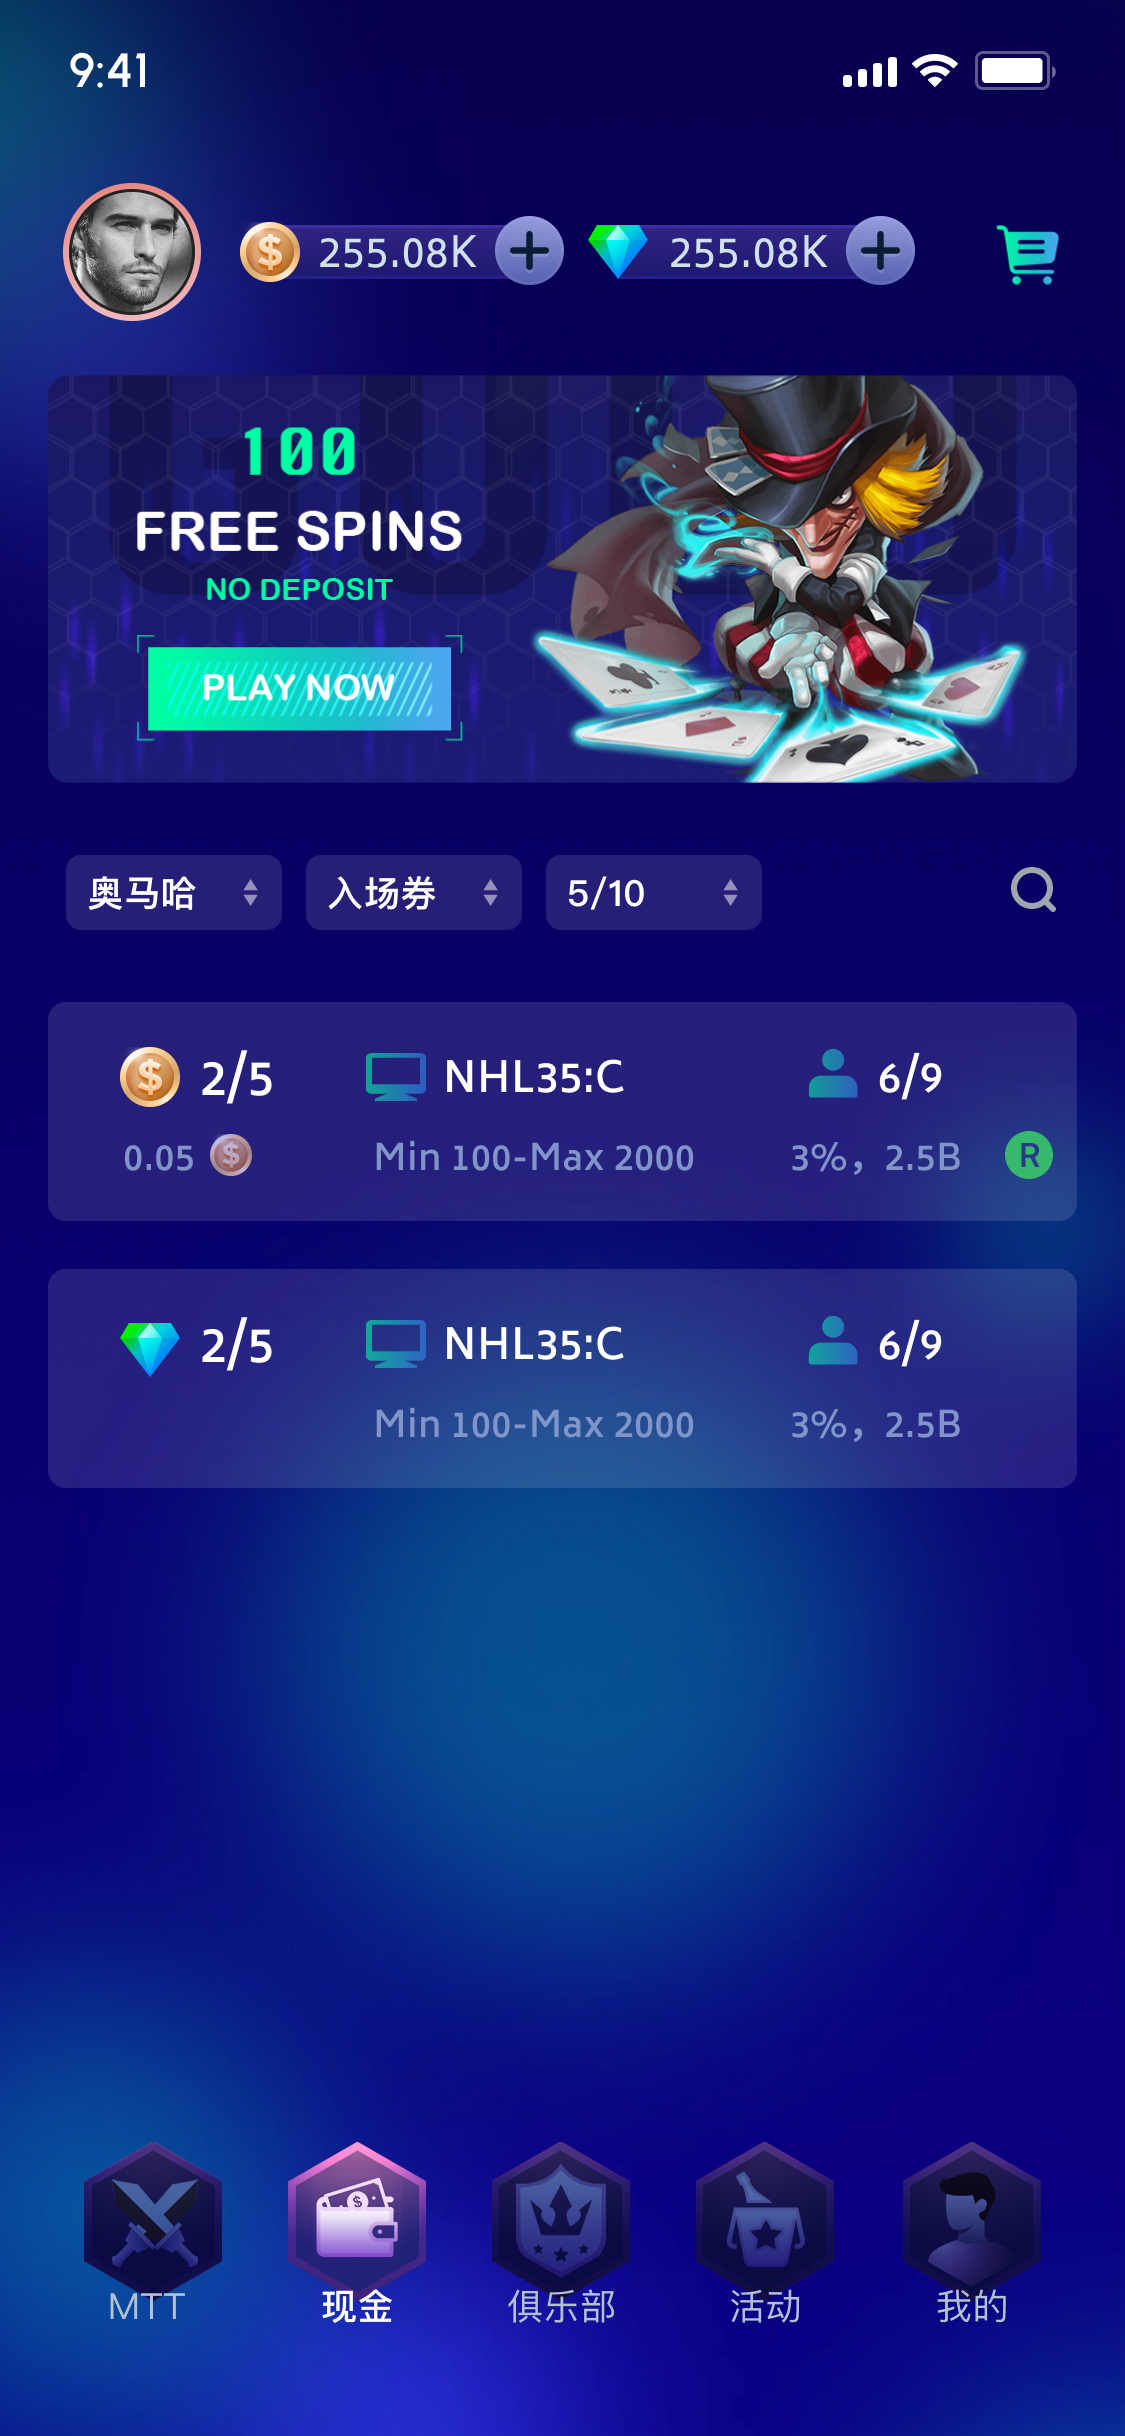 9:41
255.08K 255.08K
100
FREE SPINS
NO DEPOSIT
PLAY NOW
奥马哈 入场券 5/10
2/5 NHL35:C 6/9
0.05 Min 100-Max 2000 3%，2.5B R
2/5 NHL35:C 6/9
Min 100-Max 2000 3%，2.5B
MTT 现金 俱乐部 活动 我的